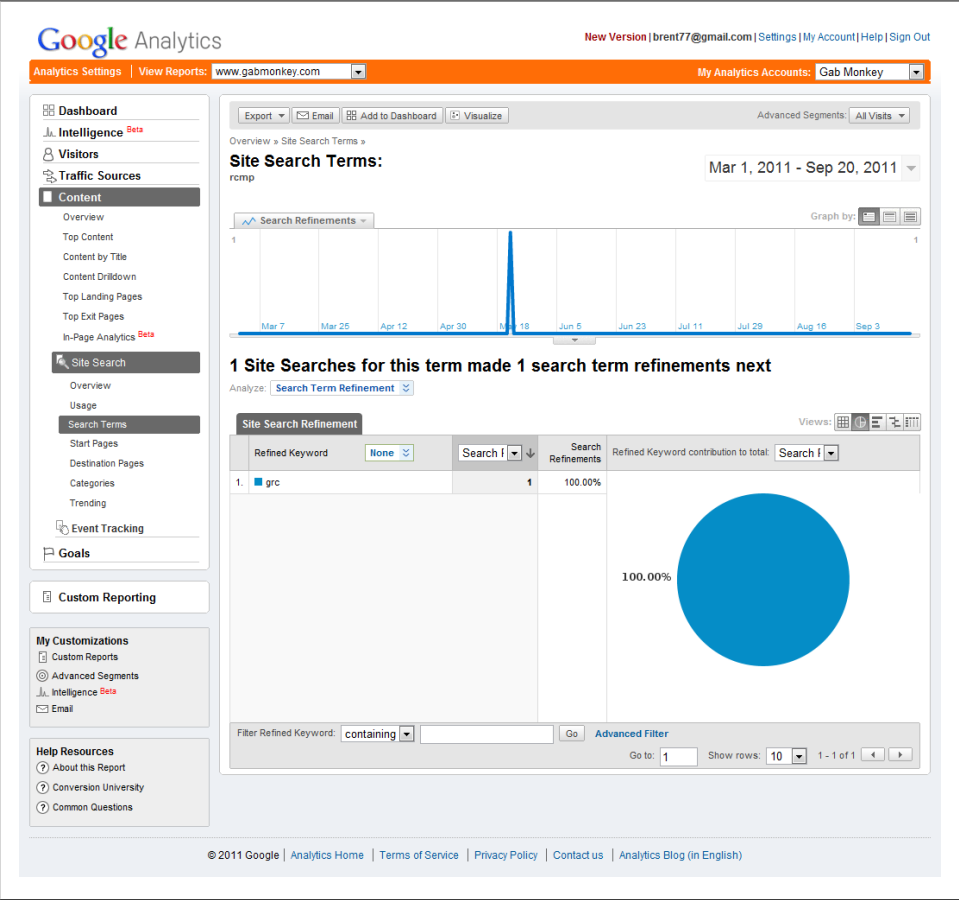 Google Analytics
New Version | brent77@gmail.com | Settings | My Account | Help | Sign Out
Analytics Settings | View Reports: www.gabmonkey.com
My Analytics Accounts: Gab Monkey
Dashboard
Intelligence Beta
Visitors
Traffic Sources
Content
Overview
Top Content
Content by Title
Content Drilldown
Top Landing Pages
Top Exit Pages
In-Page Analytics Beta
Site Search
Overview
Usage
Search Terms
Start Pages
Destination Pages
Categories
Trending
Event Tracking
Goals
Custom Reporting
My Customizations
Custom Reports
Advanced Segments
Intelligence Beta
Email
Help Resources
About this Report
Conversion University
Common Questions
Export Email Add to Dashboard Visualize
Advanced Segments: All Visits
Overview » Site Search Terms »
Site Search Terms:
rcmp
Mar 1, 2011 - Sep 20, 2011
Search Refinements
Graph by:
1 1
Mar 7 Mar 25 Apr 12 Apr 30 May 18 Jun 5 Jun 23 Jul 11 Jul 29 Aug 16 Sep 3
1 Site Searches for this term made 1 search term refinements next
Analyze: Search Term Refinement
Site Search Refinement
Views:
Refined Keyword None Search R Search Refinements Refined Keyword contribution to total: Search R
1. grc 1 100.00%
100.00%
Filter Refined Keyword: containing Go Advanced Filter
Go to: 1 Show rows: 10 1 - 1 of 1
© 2011 Google | Analytics Home | Terms of Service | Privacy Policy | Contact us | Analytics Blog (in English)